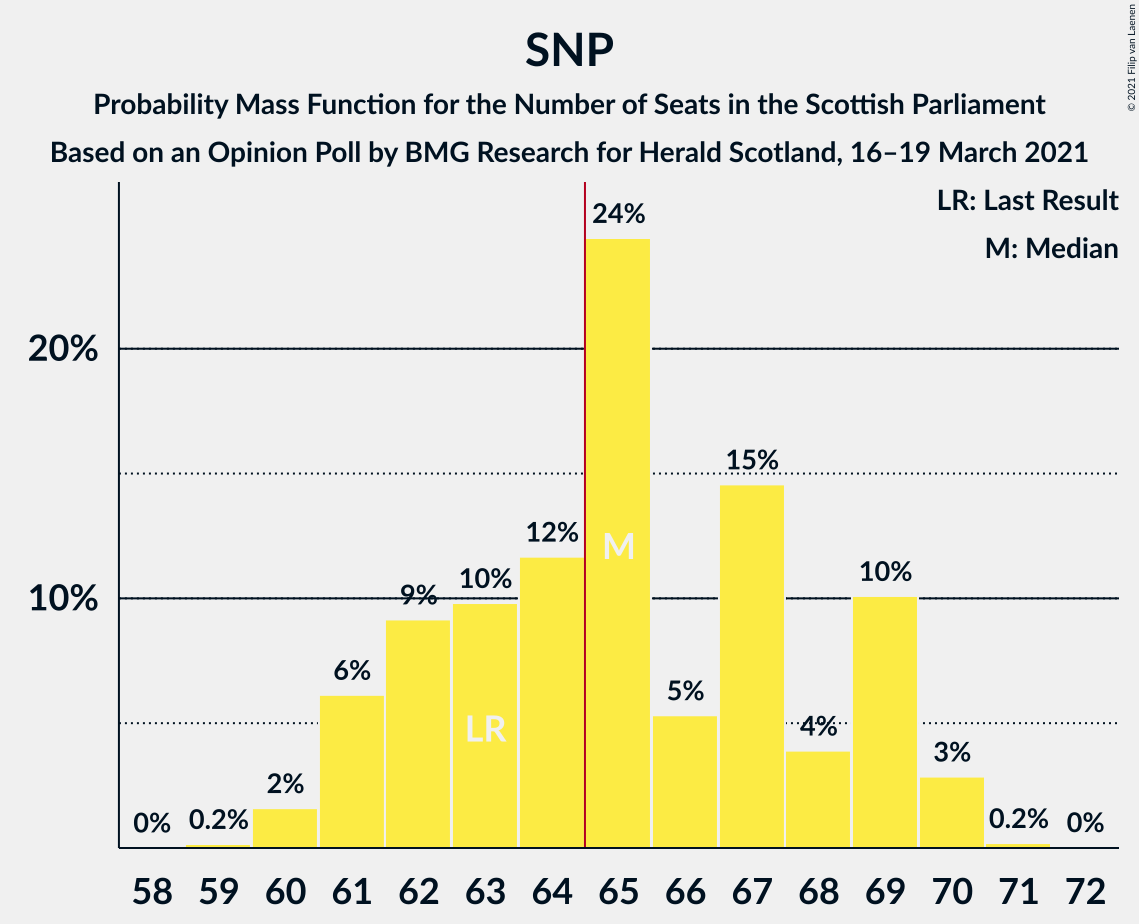 SNP
Probability Mass Function for the Number of Seats in the Scottish Parliament
Based on an Opinion Poll by BMG Research for Herald Scotland, 16–19 March 2021
© 2021 Filip van Laenen
LR: Last Result
M: Median
20%
10%
0%
0.2%
2%
6%
9%
10%
12%
24%
5%
15%
4%
10%
3%
0.2%
0%
LR
M
58 59 60 61 62 63 64 65 66 67 68 69 70 71 72